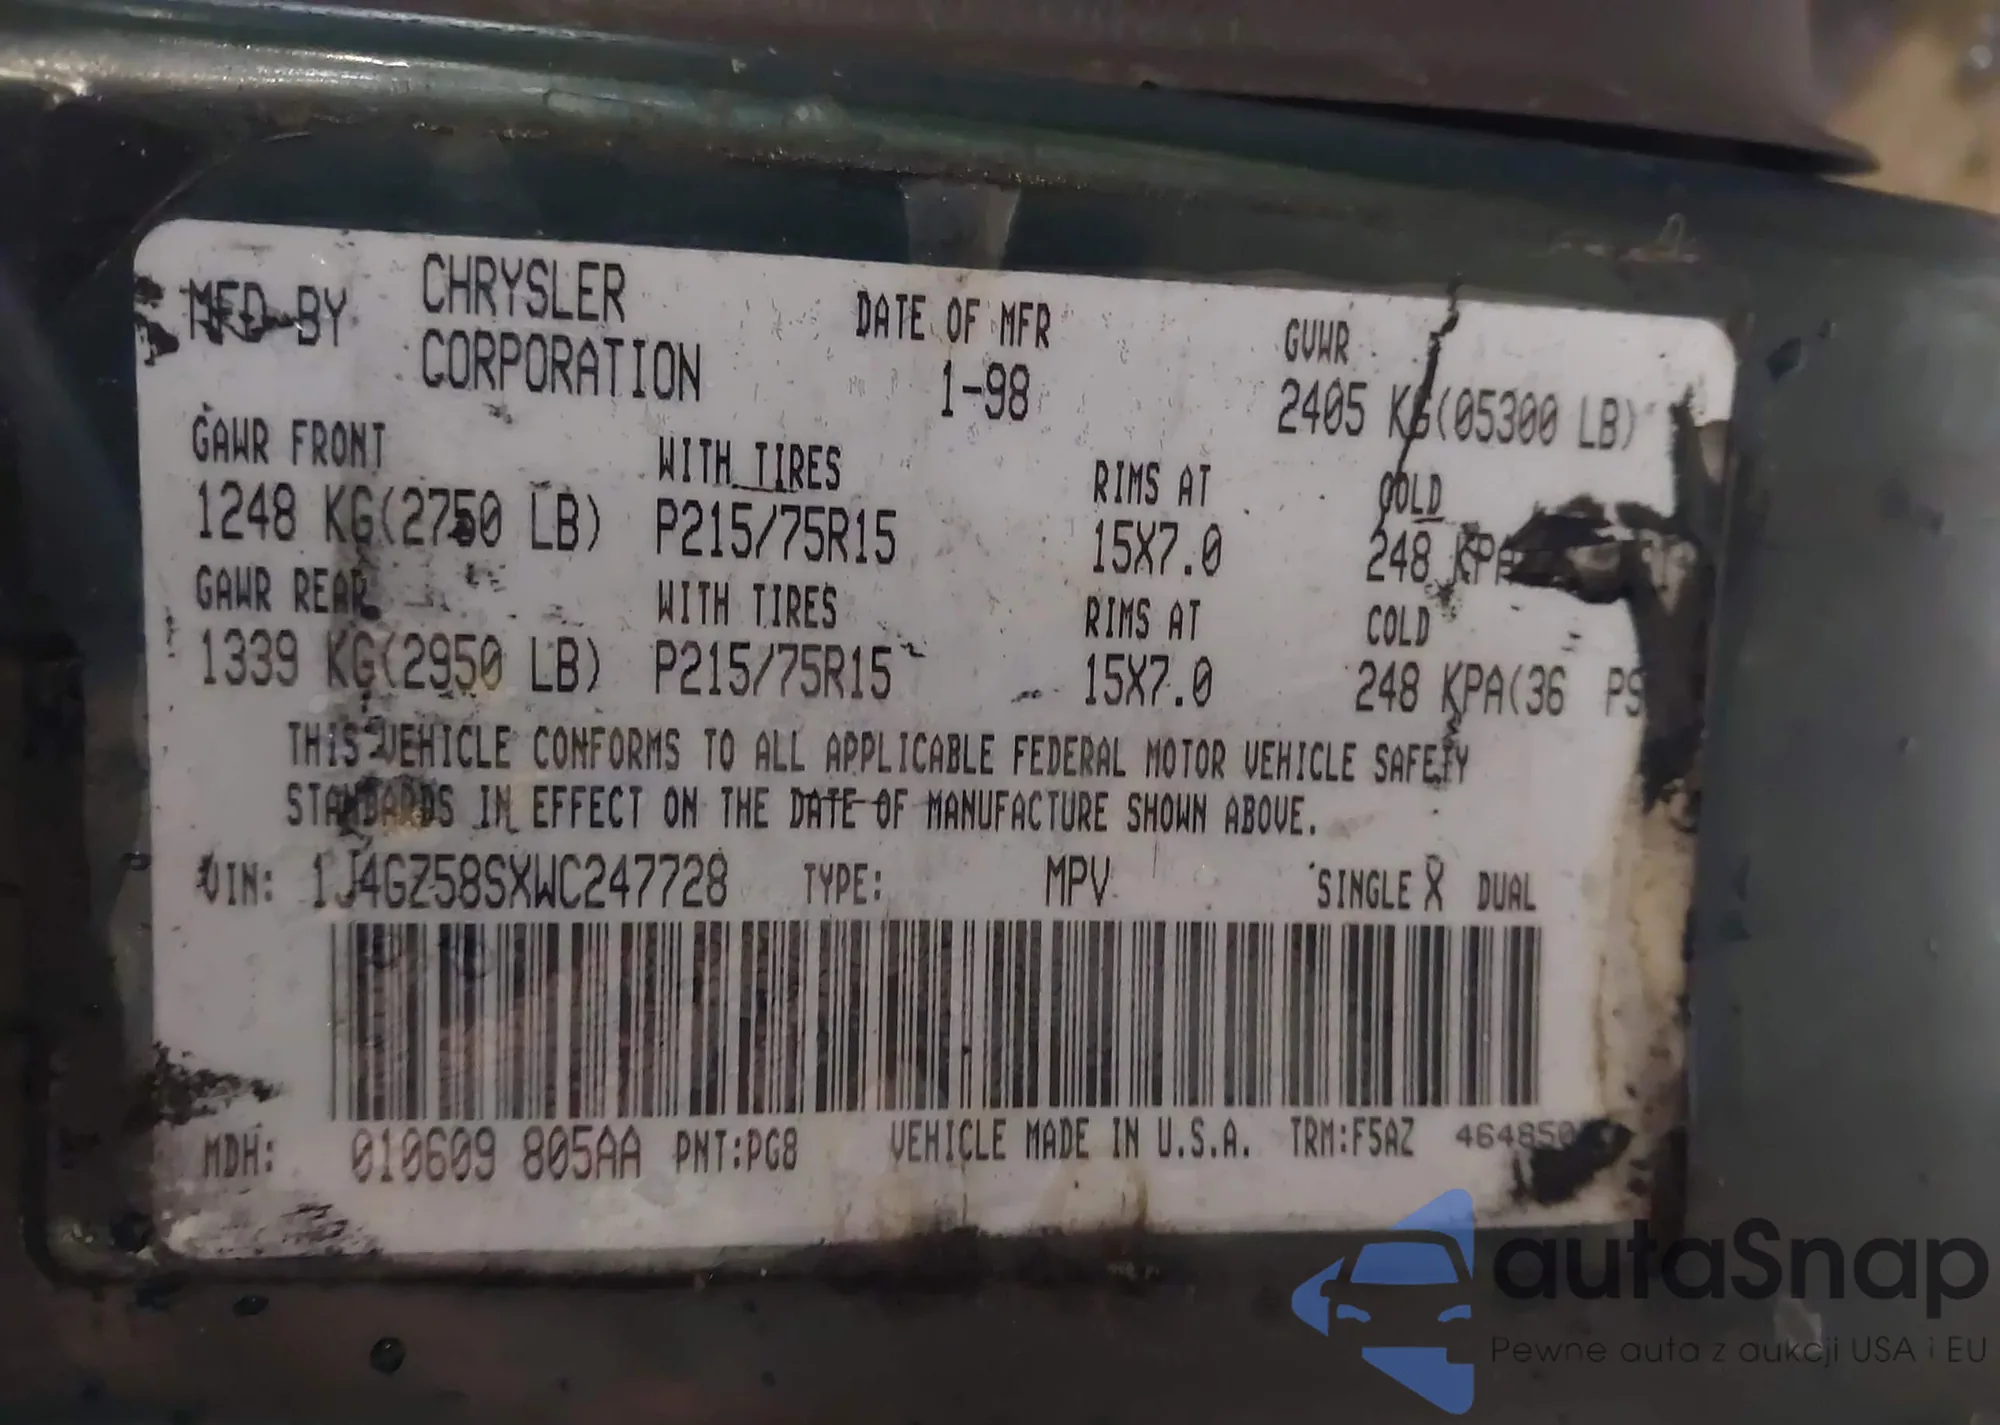 MFD BY CHRYSLER CORPORATION DATE OF MFR 1-98 GVWR 2405 KG(05300 LB)
GAWR FRONT WITH TIRES RIMS AT COLD
1248 KG(2750 LB) P215/75R15 15X7.0 248 KPA
GAWR REAR WITH TIRES RIMS AT COLD
1339 KG(2950 LB) P215/75R15 15X7.0 248 KPA(36 PS
THIS VEHICLE CONFORMS TO ALL APPLICABLE FEDERAL MOTOR VEHICLE SAFETY
STANDARDS IN EFFECT ON THE DATE OF MANUFACTURE SHOWN ABOVE.
VIN: 1J4GZ58SXWC247728 TYPE: MPV SINGLE X DUAL
MDH: 010609 805AA PNT:PG8 VEHICLE MADE IN U.S.A. TRM:F5AZ
autaSnap
Pewne auta z aukcji USA i EU